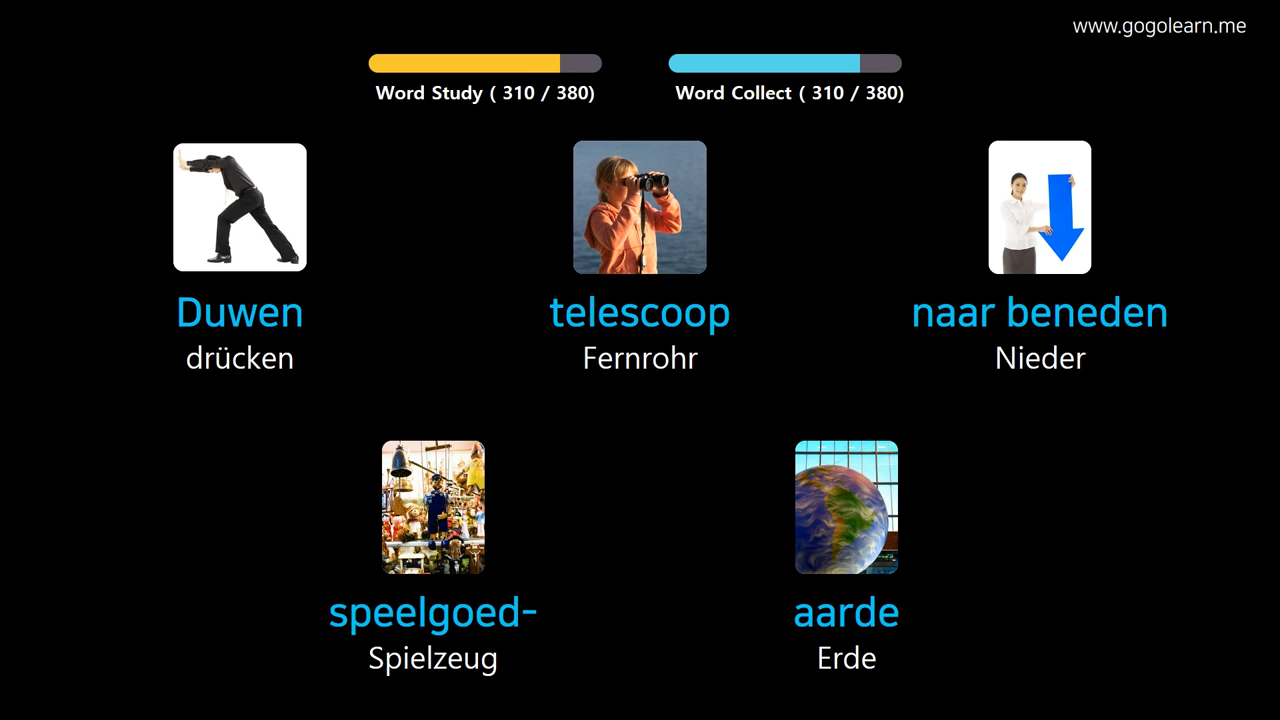 www.gogolearn.me
Word Study ( 310 / 380)
Word Collect ( 310 / 380)
Duwen
drücken
telescoop
Fernrohr
naar beneden
Nieder
speelgoed-
Spielzeug
aarde
Erde